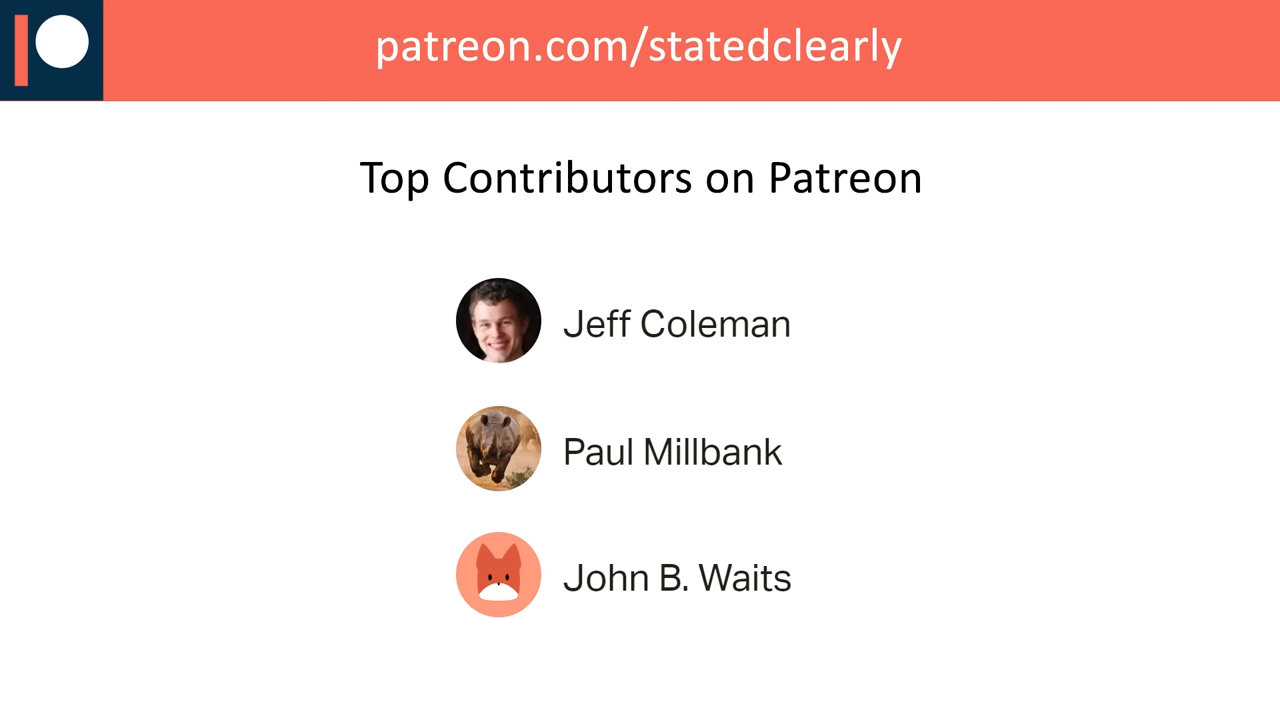 patreon.com/statedclearly
Top Contributors on Patreon
Jeff Coleman
Paul Millbank
John B. Waits